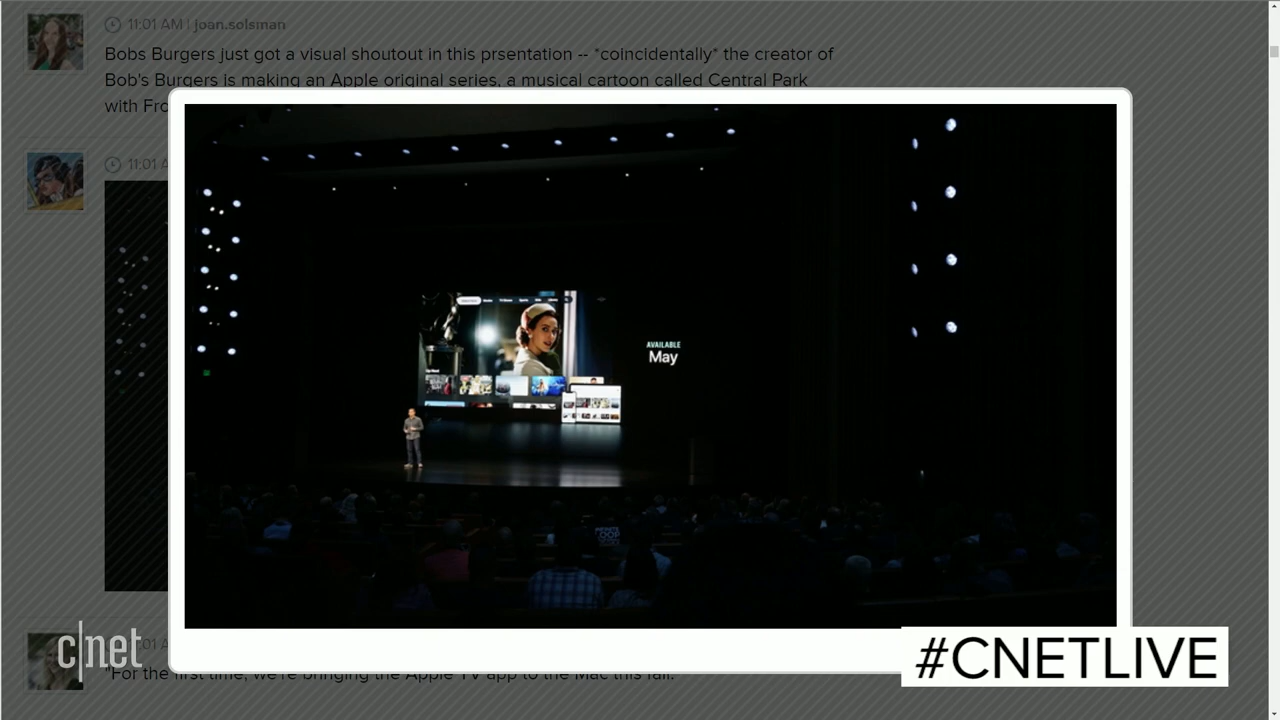 11:01 AM | joan.solsman
Bobs Burgers just got a visual shoutout in this prsentation -- *coincidentally* the creator of
Bob's Burgers is making an Apple original series, a musical cartoon called Central Park
with Fro
11:01 A
AVAILABLE
May
c|net
:01 A
"For the first time, we're bringing the Apple TV app to the Mac this fall."
#CNETLIVE